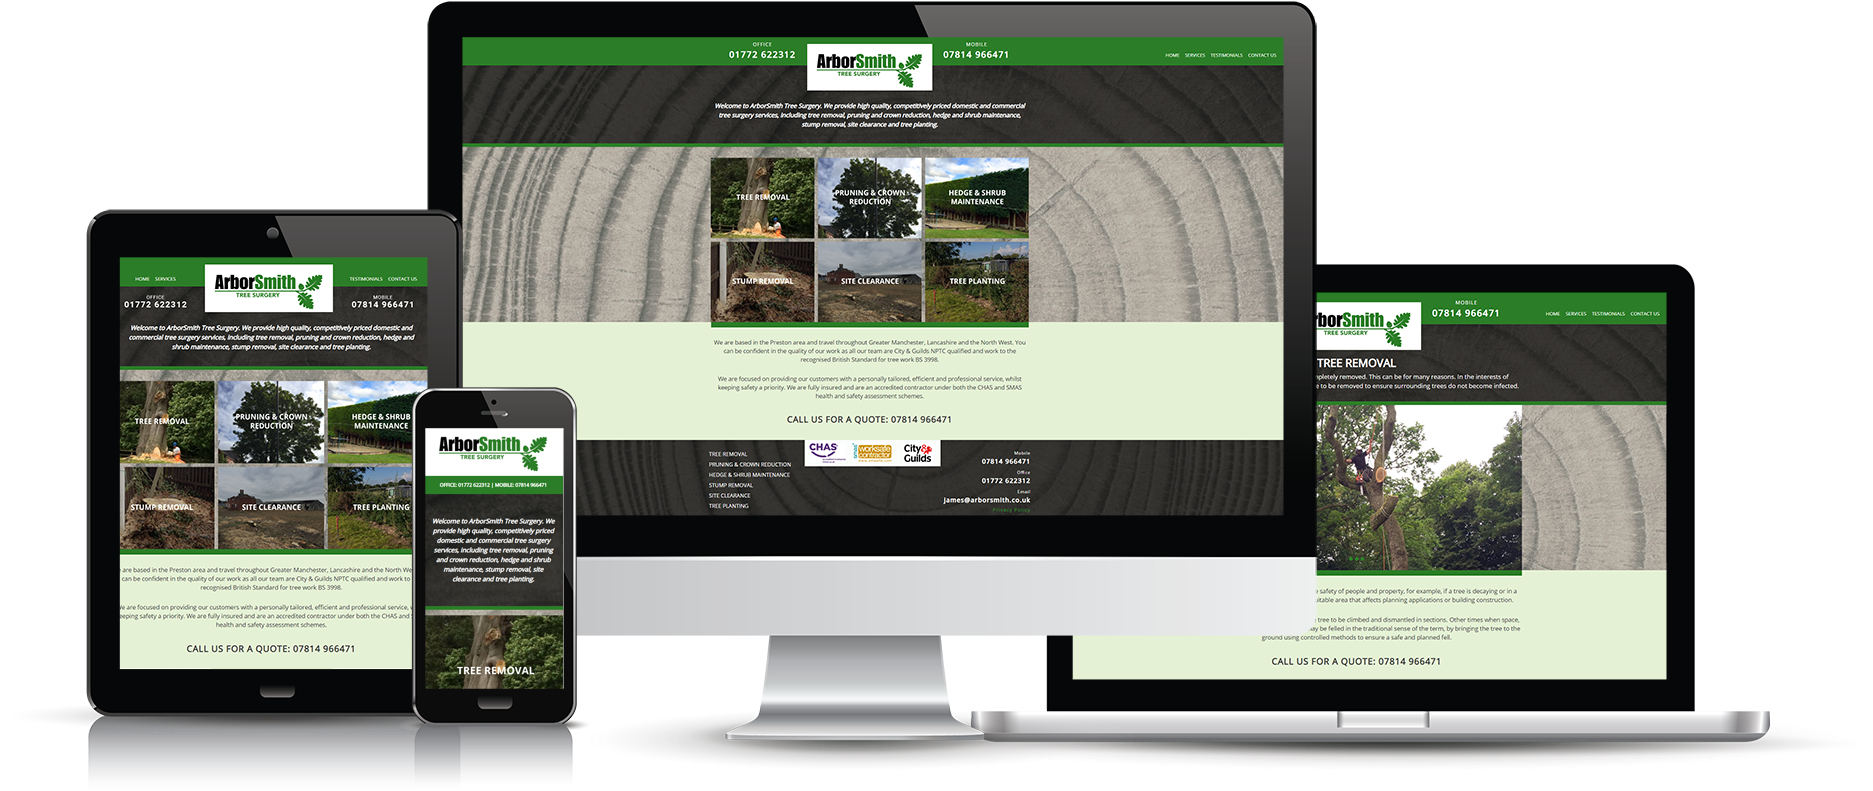 OFFICE
01772 622312
ArborSmith
TREE SURGERY
MOBILE
07814 966471
HOME SERVICES TESTIMONIALS CONTACT US
Welcome to ArborSmith Tree Surgery. We provide high quality, competitively priced domestic and commercial
tree surgery services, including tree removal, pruning and crown reduction, hedge and shrub maintenance,
stump removal, site clearance and tree planting.
TREE REMOVAL
PRUNING & CROWN
REDUCTION
HEDGE & SHRUB
MAINTENANCE
STUMP REMOVAL
SITE CLEARANCE
TREE PLANTING
We are based in the Preston area and travel throughout Greater Manchester, Lancashire and the North West. You
can be confident in the quality of our work as all our team are City & Guilds NPTC qualified and work to the
recognised British Standard for tree work BS 3998.
We are focused on providing our customers with a personally tailored, efficient and professional service, whilst
keeping safety a priority. We are fully insured and are an accredited contractor under both the CHAS and SMAS
health and safety assessment schemes.
CALL US FOR A QUOTE: 07814 966471
TREE REMOVAL
PRUNING & CROWN REDUCTION
HEDGE & SHRUB MAINTENANCE
STUMP REMOVAL
SITE CLEARANCE
TREE PLANTING
CHAS
worksafe
contractor
City &
Guilds
Mobile
07814 966471
Office
01772 622312
Email
james@arborsmith.co.uk
Privacy Policy
HOME SERVICES
ArborSmith
TREE SURGERY
TESTIMONIALS CONTACT US
OFFICE
01772 622312
MOBILE
07814 966471
Welcome to ArborSmith Tree Surgery. We provide high quality, competitively priced domestic and
commercial tree surgery services, including tree removal, pruning and crown reduction, hedge and
shrub maintenance, stump removal, site clearance and tree planting.
TREE REMOVAL
PRUNING & CROWN
REDUCTION
HEDGE & SHRUB
MAINTENANCE
STUMP REMOVAL
SITE CLEARANCE
TREE PLANTING
e are based in the Preston area and travel throughout Greater Manchester, Lancashire and the North We
can be confident in the quality of our work as all our team are City & Guilds NPTC qualified and work to
recognised British Standard for tree work BS 3998.
e are focused on providing our customers with a personally tailored, efficient and professional service,
eeping safety a priority. We are fully insured and are an accredited contractor under both the CHAS and S
health and safety assessment schemes.
CALL US FOR A QUOTE: 07814 966471
ArborSmith
TREE SURGERY
OFFICE: 01772 622312 | MOBILE: 07814 966471
Welcome to ArborSmith Tree Surgery. We
provide high quality, competitively priced
domestic and commercial tree surgery
services, including tree removal, pruning
and crown reduction, hedge and shrub
maintenance, stump removal, site
clearance and tree planting.
TREE REMOVAL
rborSmith
TREE SURGERY
MOBILE
07814 966471
HOME SERVICES TESTIMONIALS CONTACT US
TREE REMOVAL
pletely removed. This can be for many reasons. In the interests of
e to be removed to ensure surrounding trees do not become infected.
e safety of people and property, for example, if a tree is decaying or in a
uitable area that affects planning applications or building construction.
tree to be climbed and dismantled in sections. Other times when space,
may be felled in the traditional sense of the term, by bringing the tree to the
ground using controlled methods to ensure a safe and planned fell.
CALL US FOR A QUOTE: 07814 966471